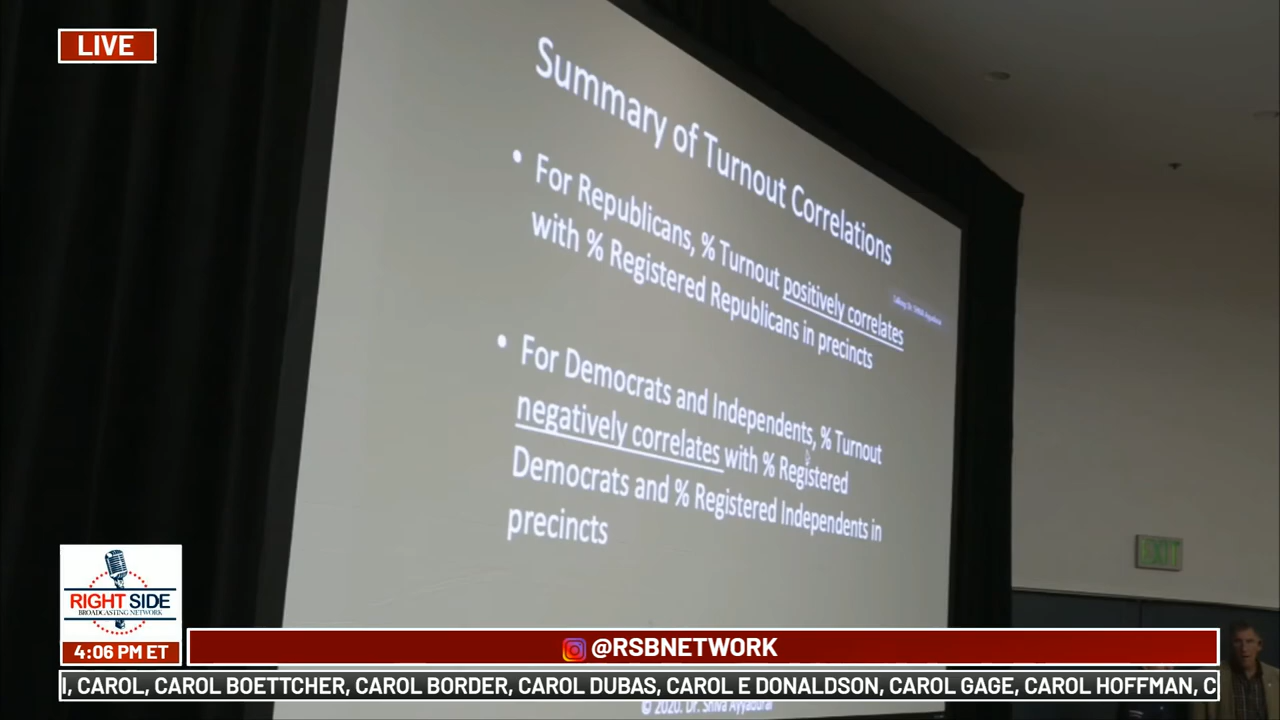 LIVE
Summary of Turnout Correlations
• For Republicans, % Turnout positively correlates
with % Registered Republicans in precincts
• For Democrats and Independents, % Turnout
negatively correlates with % Registered
Democrats and % Registered Independents in
precincts
EXIT
RIGHT SIDE
BROADCASTING NETWORK
4:06 PM ET
@RSBNETWORK
I, CAROL, CAROL BOETTCHER, CAROL BORDER, CAROL DUBAS, CAROL E DONALDSON, CAROL GAGE, CAROL HOFFMAN, C
© 2020. Dr. Shiva Ayyadurai